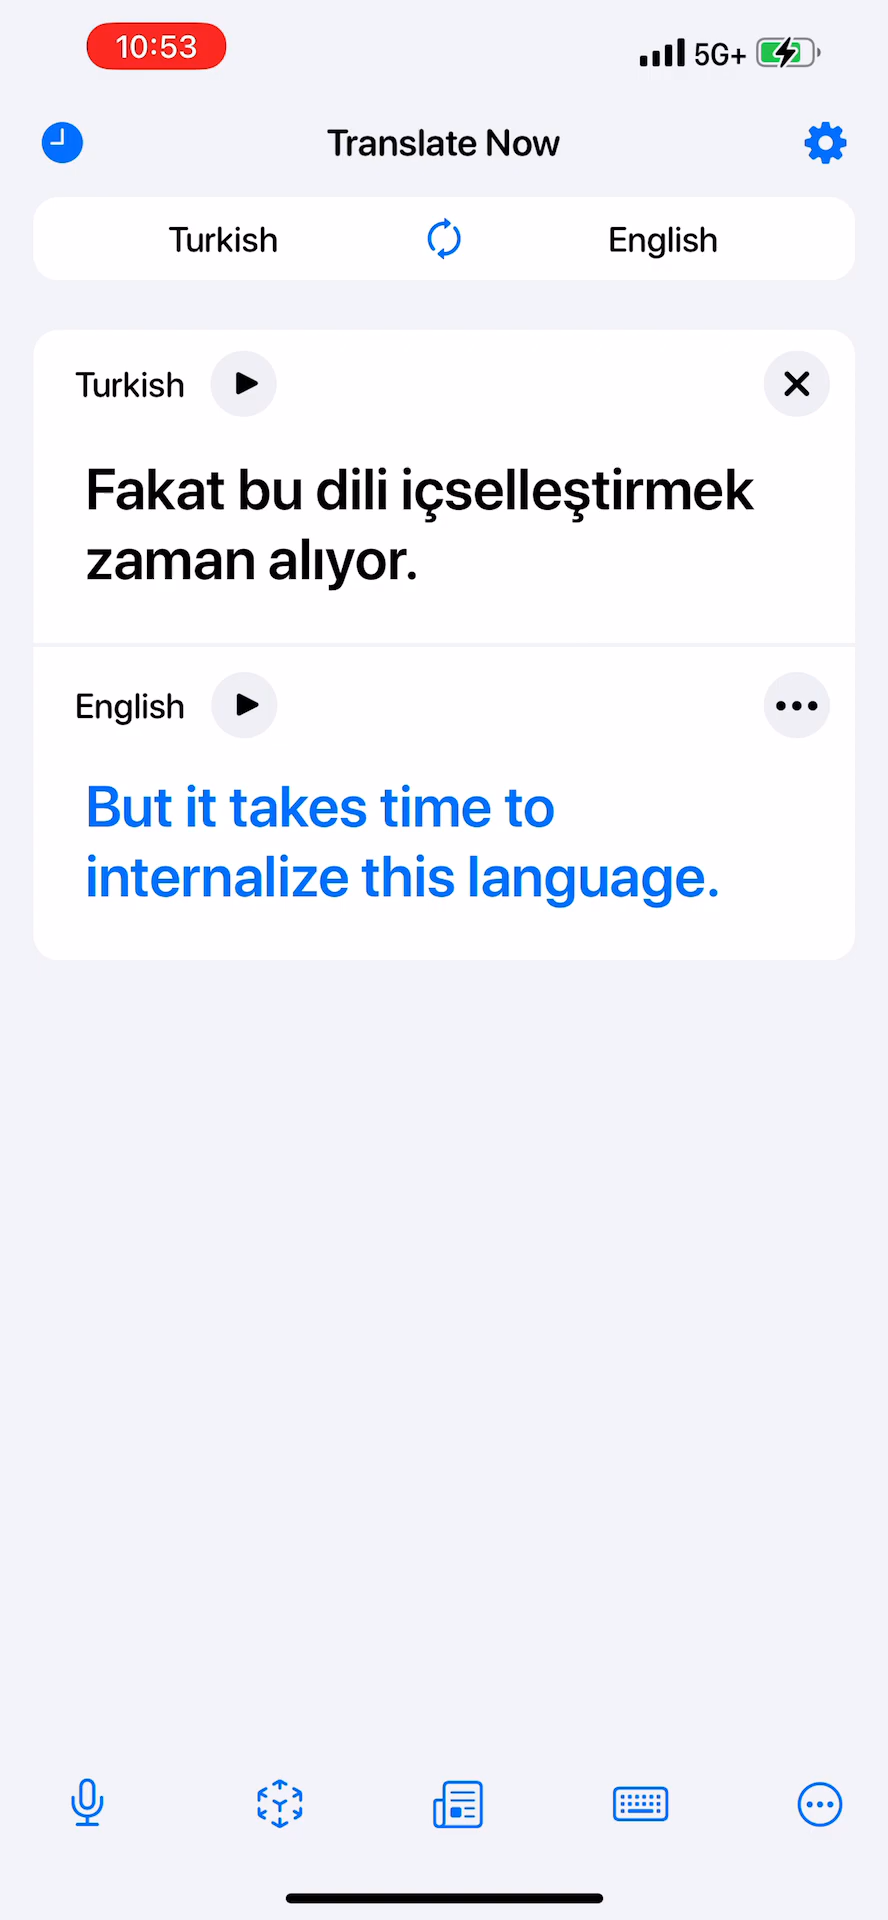 10:53
5G+
Translate Now
Turkish
English
Turkish
Fakat bu dili içselleştirmek
zaman alıyor.
English
But it takes time to
internalize this language.